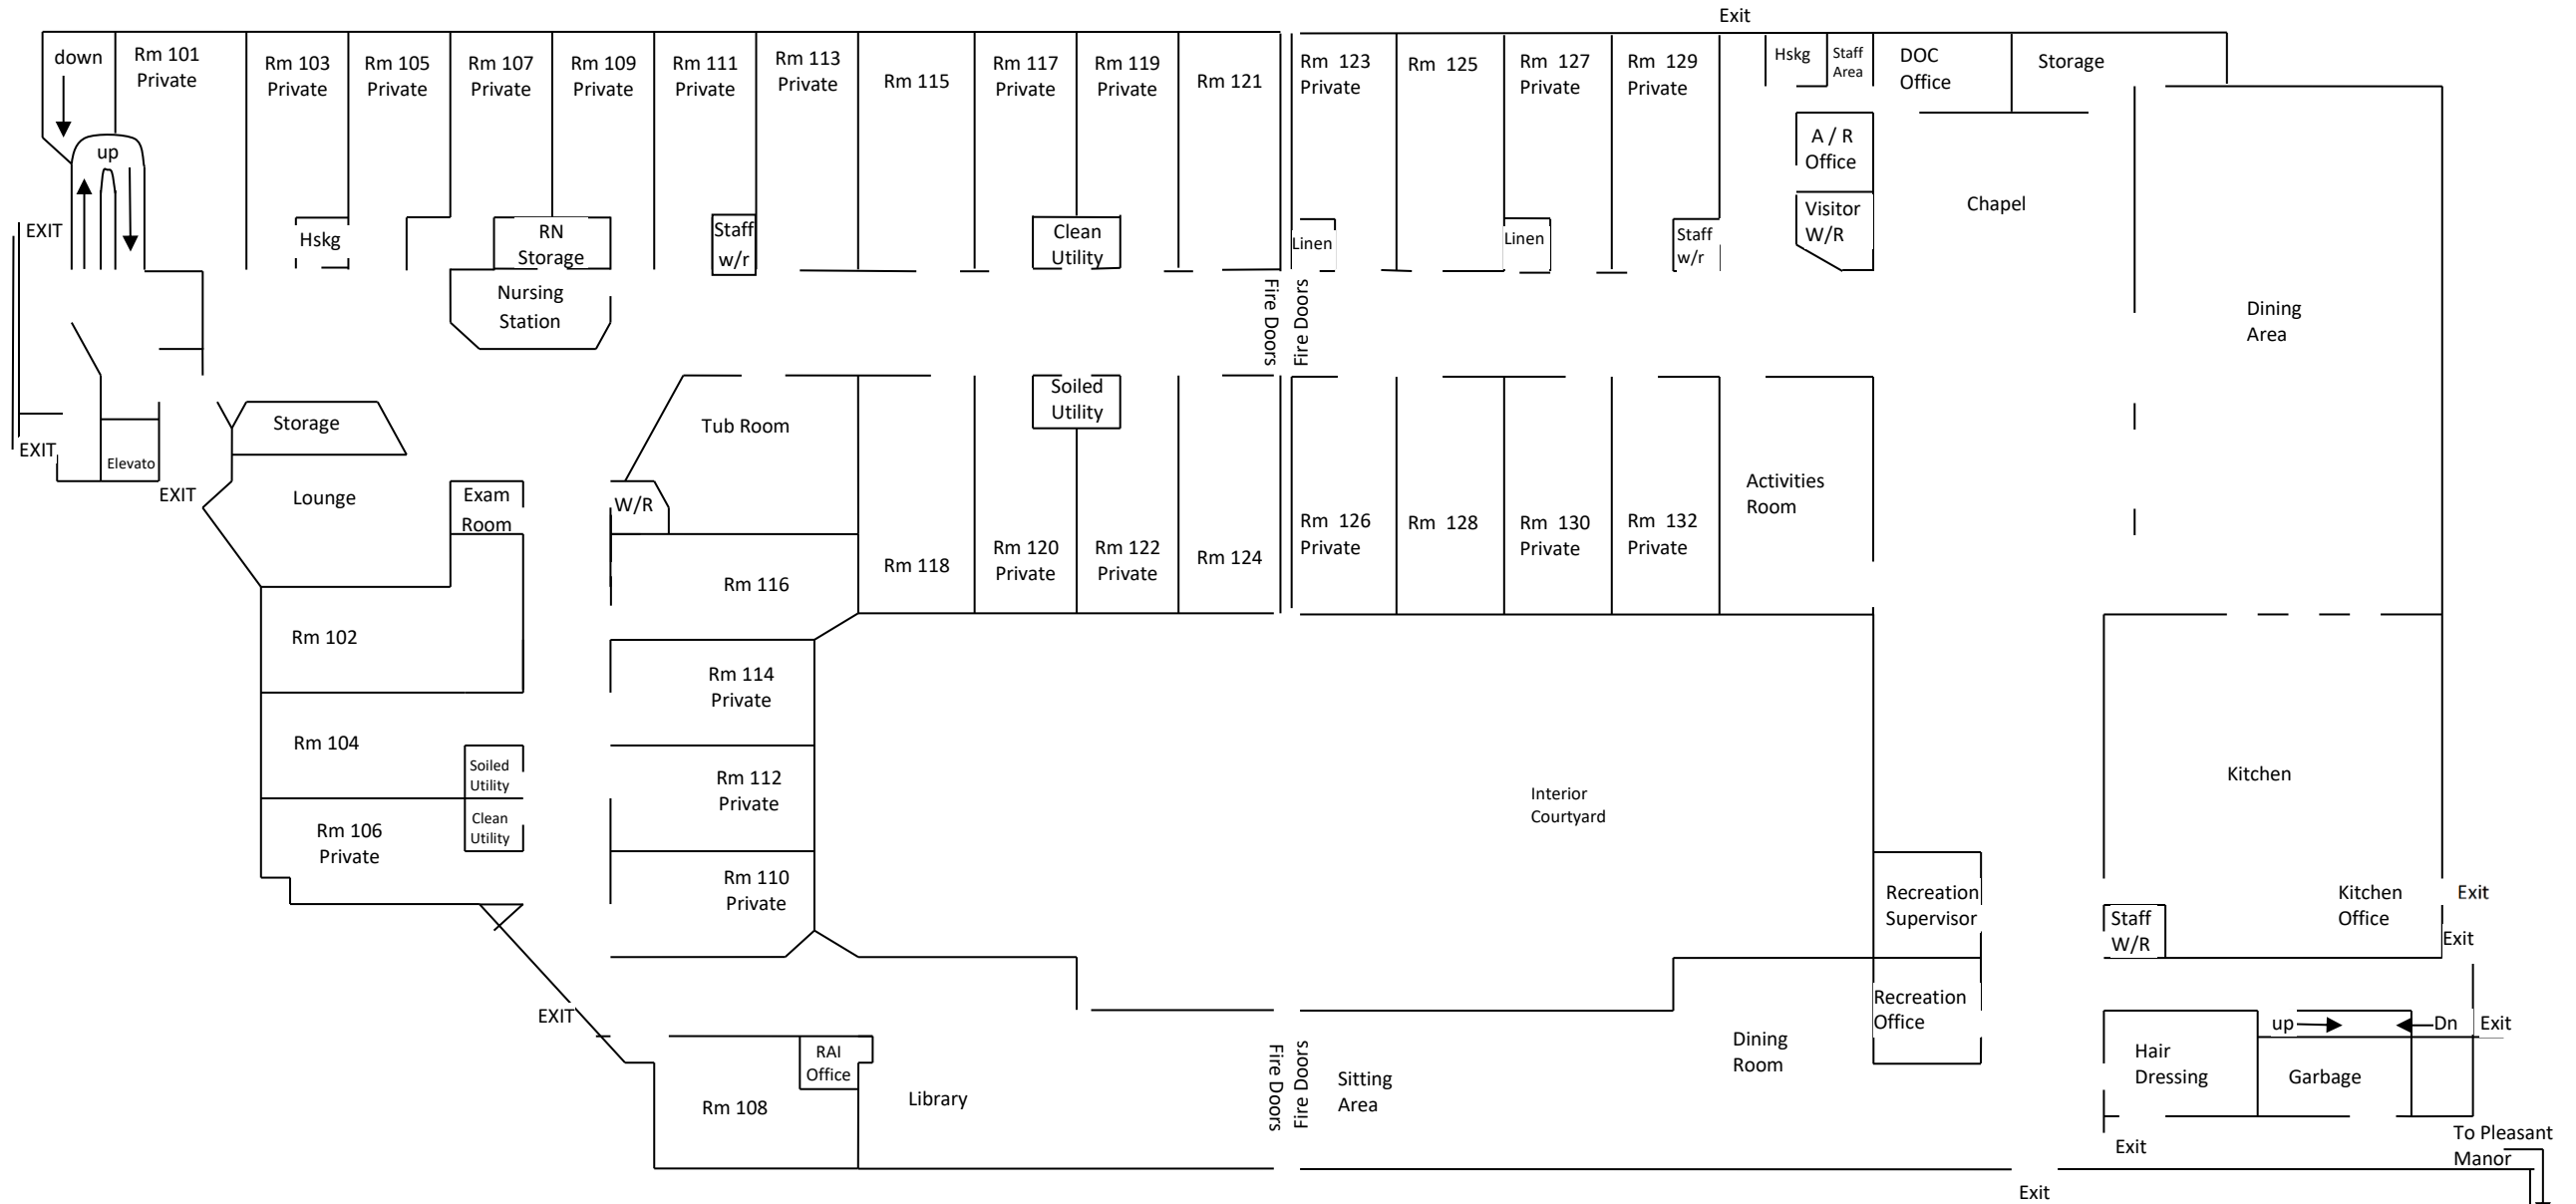 Exit
down
Rm 101
Private
Rm 103
Private
Rm 105
Private
Rm 107
Private
Rm 109
Private
Rm 111
Private
Rm 113
Private
Rm 115
Rm 117
Private
Rm 119
Private
Rm 121
Rm 123
Private
Rm 125
Rm 127
Private
Rm 129
Private
Hskg
Staff
Area
DOC
Office
Storage
up
A / R
Office
Visitor
W/R
Chapel
EXIT
Hskg
RN
Storage
Staff
w/r
Clean
Utility
Linen
Linen
Staff
w/r
Nursing
Station
Fire Doors
Fire Doors
Dining
Area
Storage
Tub Room
Soiled
Utility
EXIT
Elevato
EXIT
Lounge
Exam
Room
W/R
Activities
Room
Rm 116
Rm 118
Rm 120
Private
Rm 122
Private
Rm 124
Rm 126
Private
Rm 128
Rm 130
Private
Rm 132
Private
Rm 102
Rm 114
Private
Rm 104
Soiled
Utility
Rm 112
Private
Interior
Courtyard
Kitchen
Rm 106
Private
Clean
Utility
Rm 110
Private
Recreation
Supervisor
Staff
W/R
Kitchen
Office
Exit
Exit
EXIT
Recreation
Office
RAI
Office
Rm 108
Library
Fire Doors
Fire Doors
Sitting
Area
Dining
Room
Hair
Dressing
up
Dn
Exit
Garbage
Exit
To Pleasant
Manor
Exit